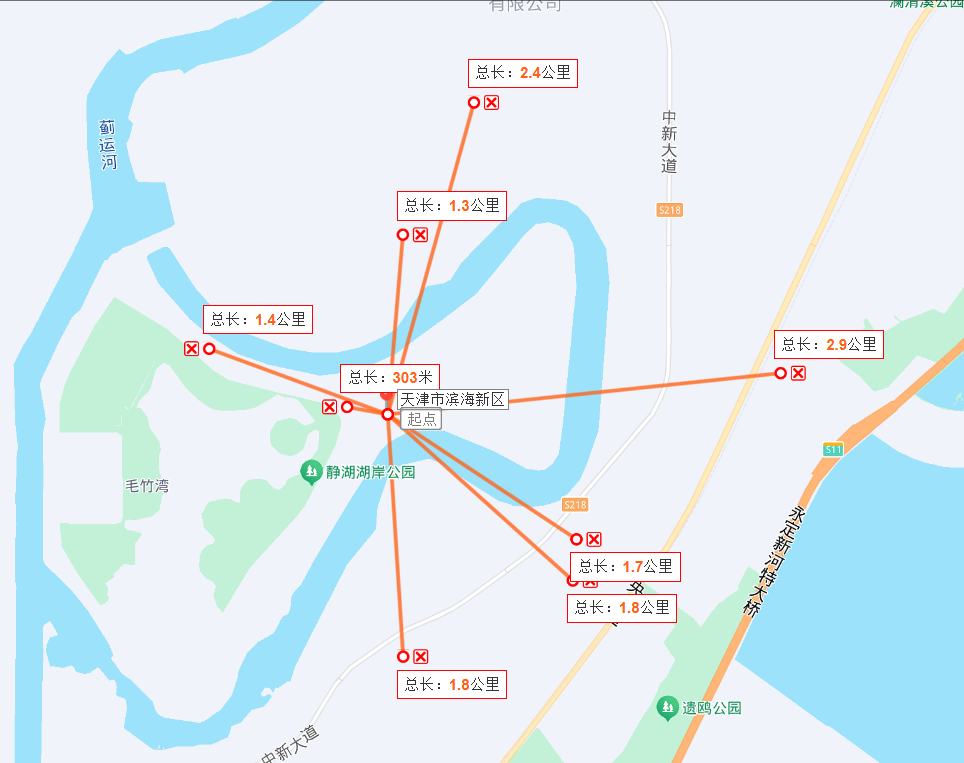 有限公司
澜清溪公园
总长：2.4公里
蓟运河
中新大道
总长：1.3公里
S218
总长：1.4公里
总长：2.9公里
总长：303米
天津市滨海新区
起点
S11
静湖湖岸公园
毛竹湾
S218
永定新河特大桥
总长：1.7公里
英
总长：1.8公里
总长：1.8公里
遗鸥公园
中新大道